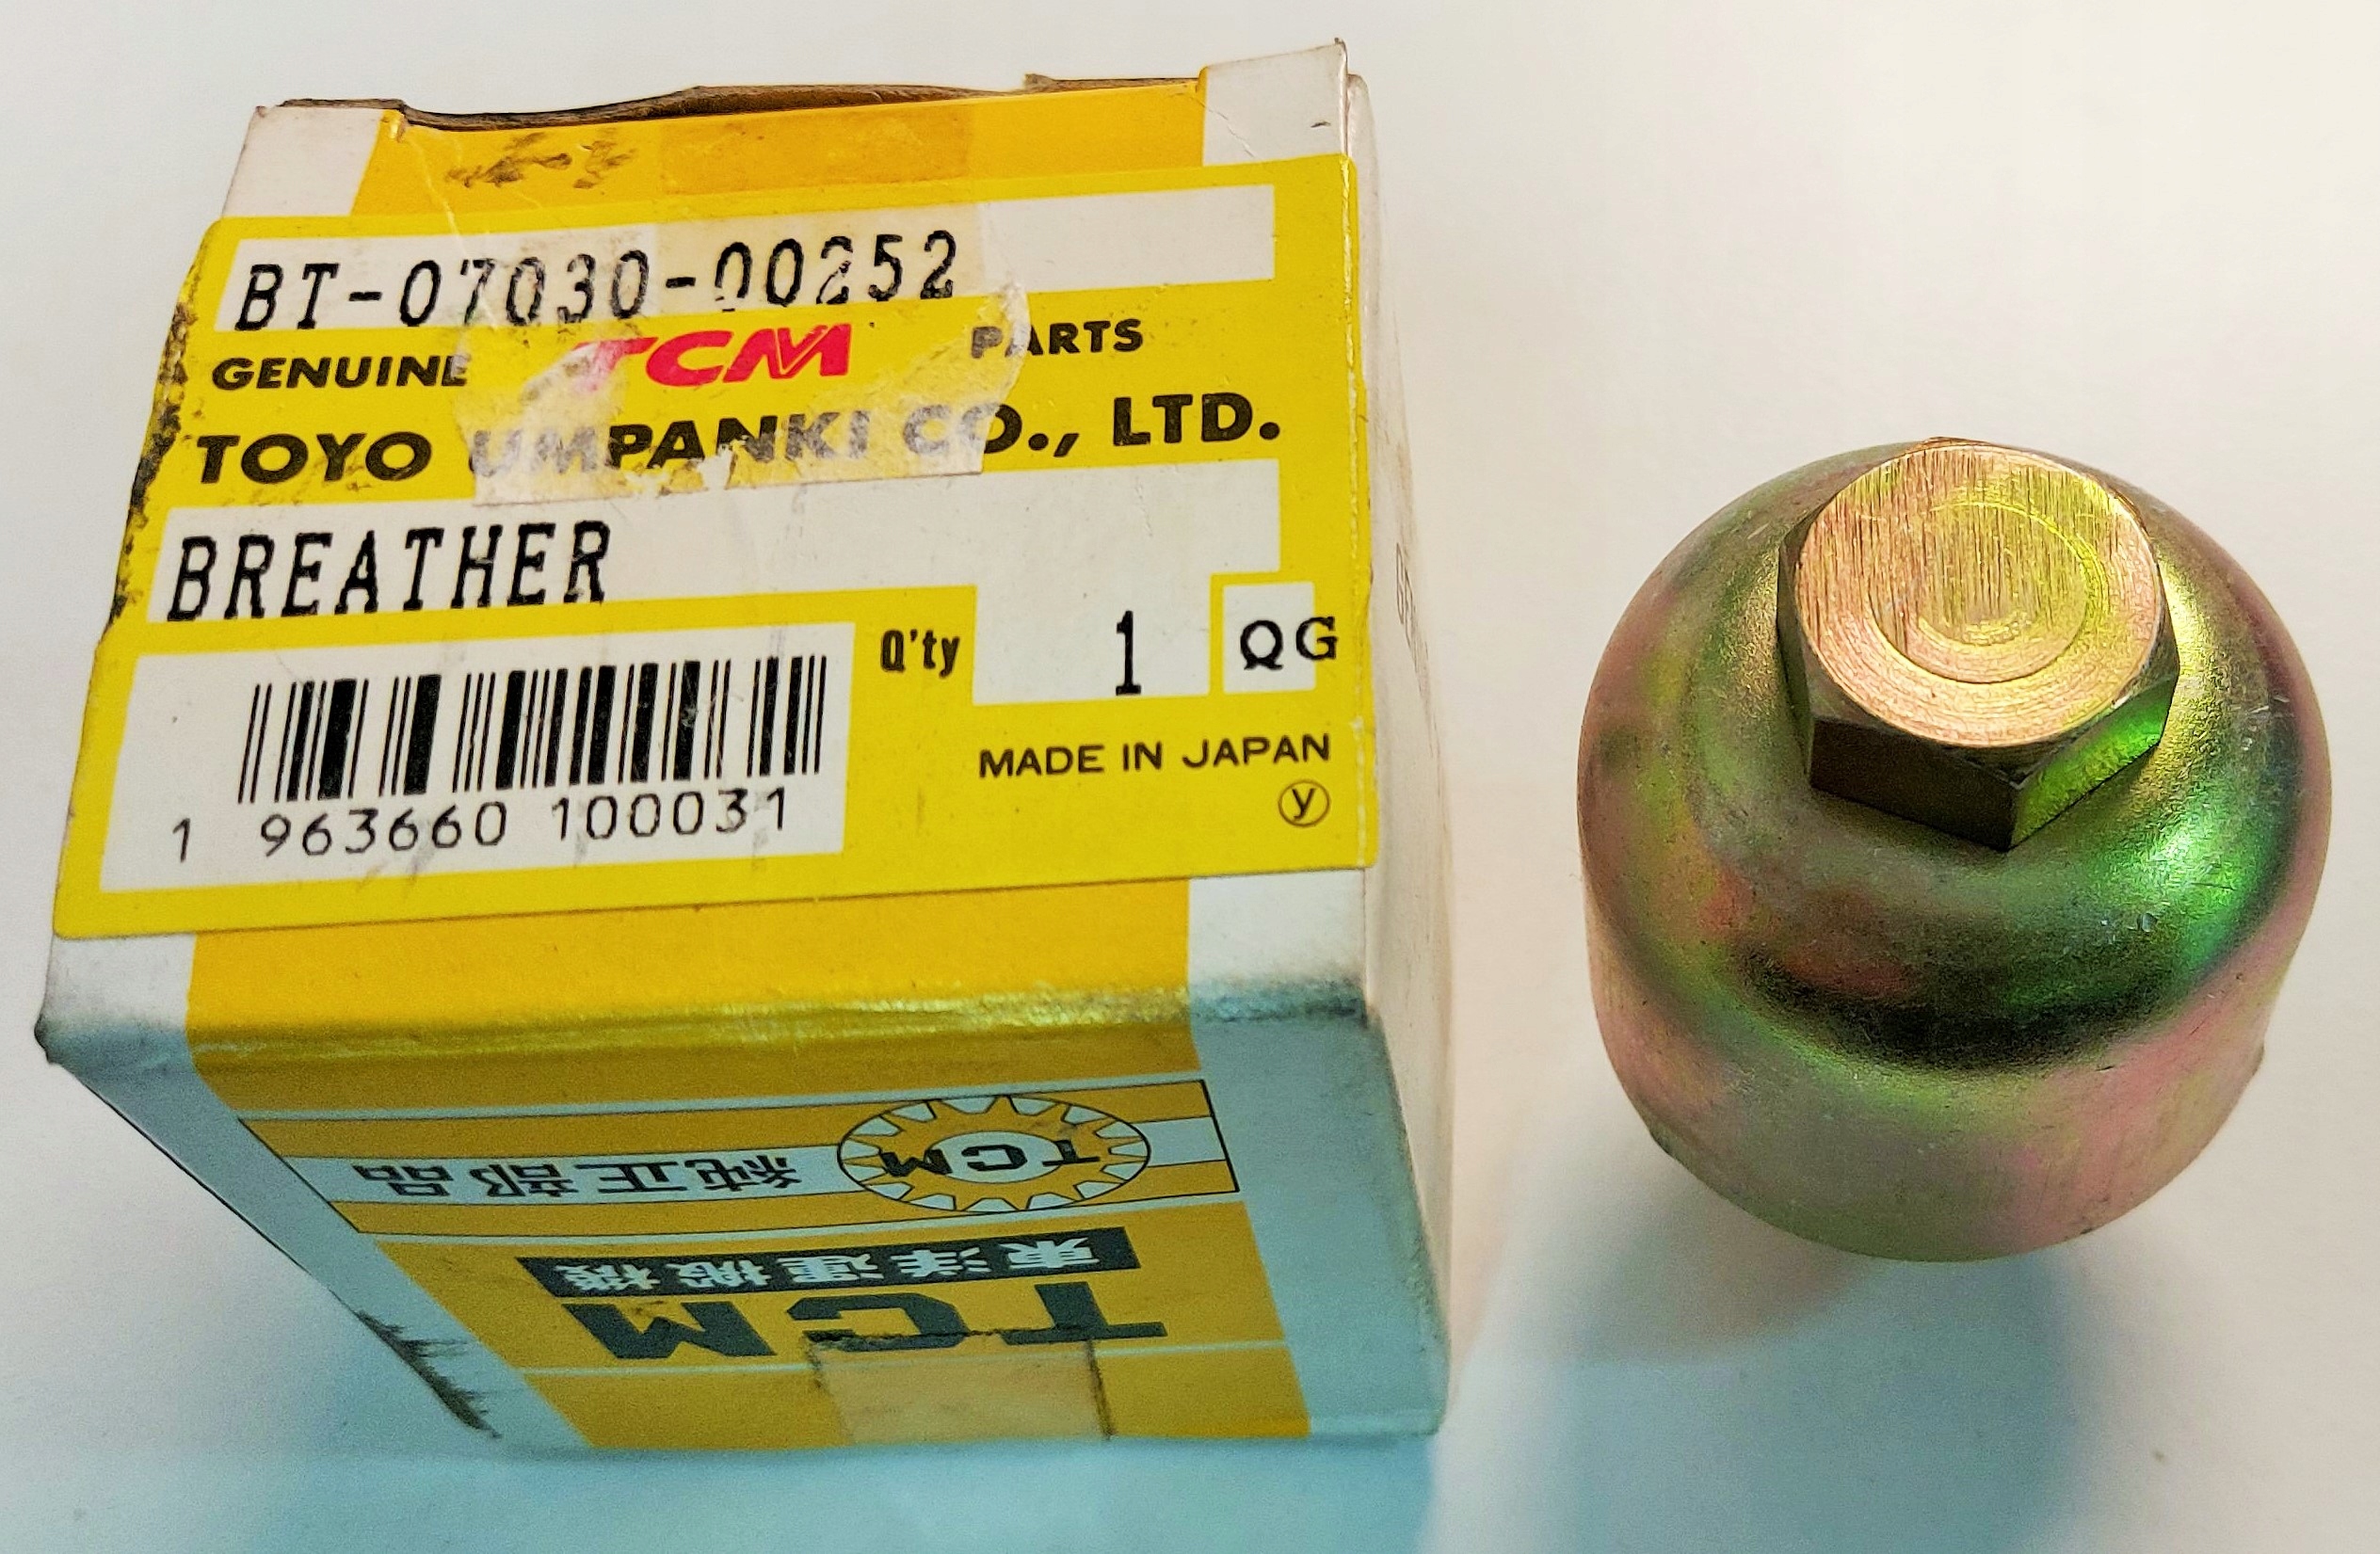 BT-07030-00252
GENUINE TCM PARTS
TOYO UMPANKI CO., LTD.
BREATHER
Q'ty 1 QG
1 963660 100031
MADE IN JAPAN
y
TCM
東洋運搬機
TCM 純正部品